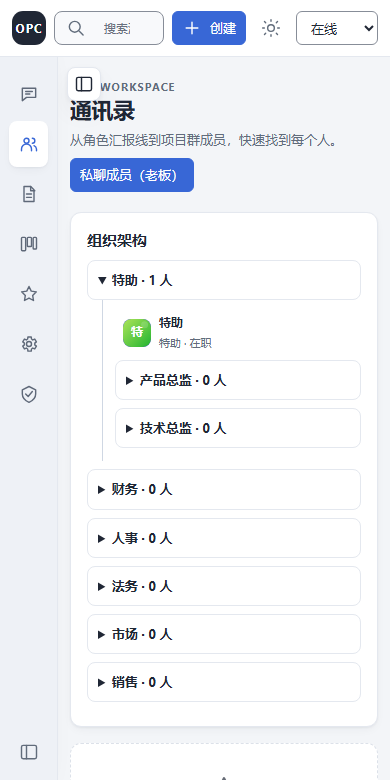 OPC
搜索
创建
在线
WORKSPACE
通讯录
从角色汇报线到项目群成员，快速找到每个人。
私聊成员（老板）
组织架构
特助 · 1 人
特
特助
特助 · 在职
产品总监 · 0 人
技术总监 · 0 人
财务 · 0 人
人事 · 0 人
法务 · 0 人
市场 · 0 人
销售 · 0 人